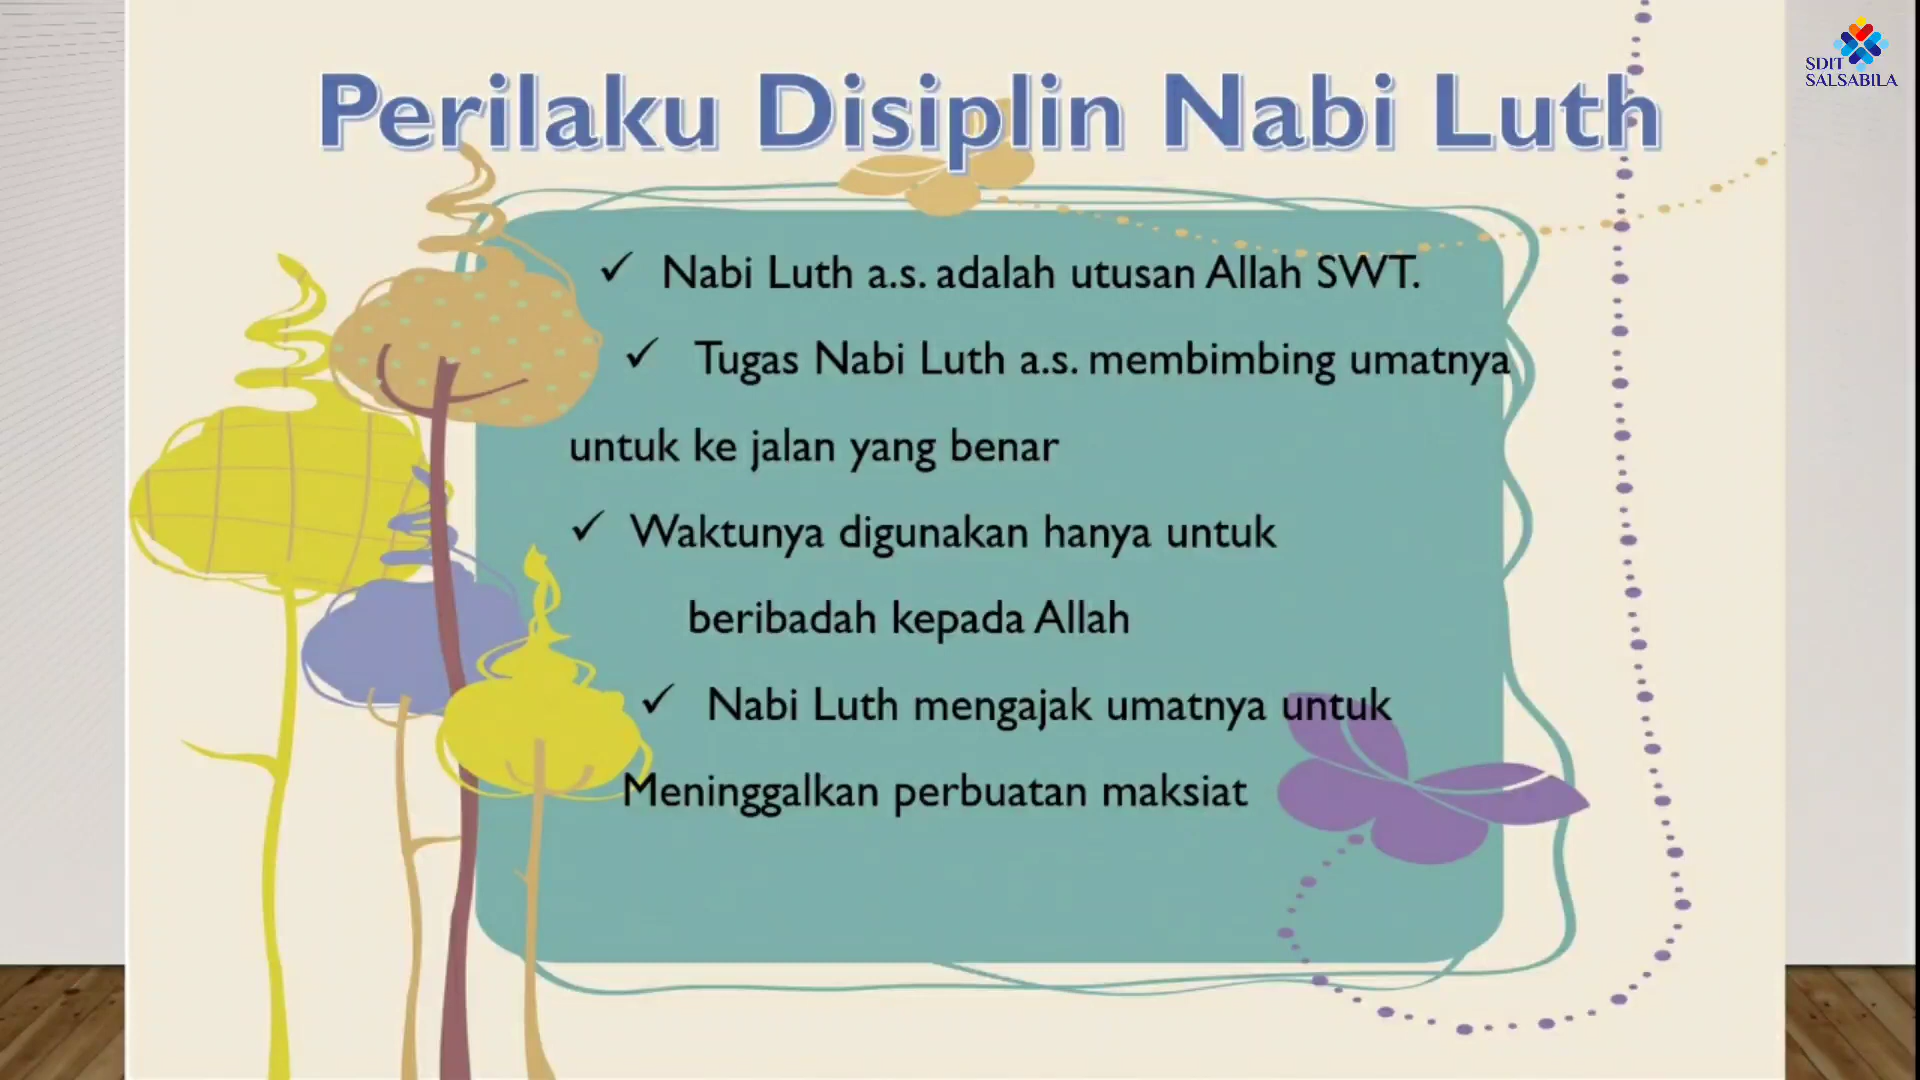 SDIT
SALSABILA
Perilaku Disiplin Nabi Luth
✓ Nabi Luth a.s. adalah utusan Allah SWT.
✓ Tugas Nabi Luth a.s. membimbing umatnya
untuk ke jalan yang benar
✓ Waktunya digunakan hanya untuk
beribadah kepada Allah
✓ Nabi Luth mengajak umatnya untuk
Meninggalkan perbuatan maksiat